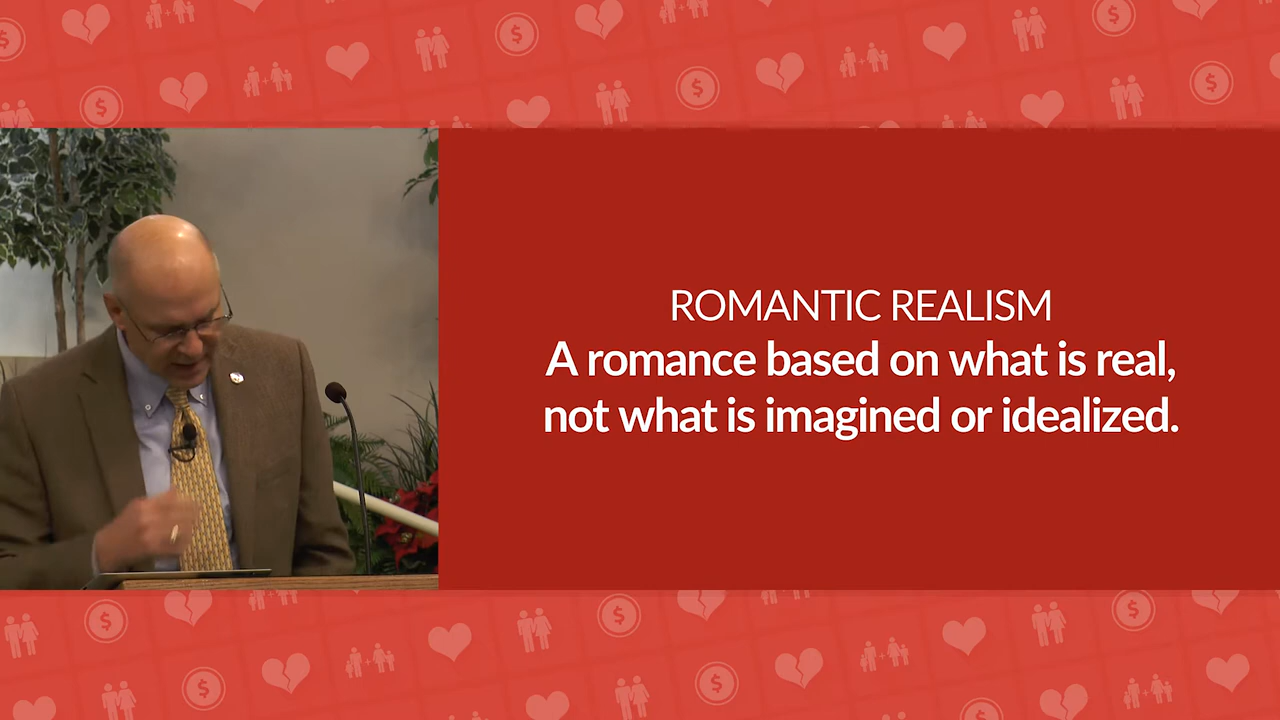 ROMANTIC REALISM
A romance based on what is real,
not what is imagined or idealized.